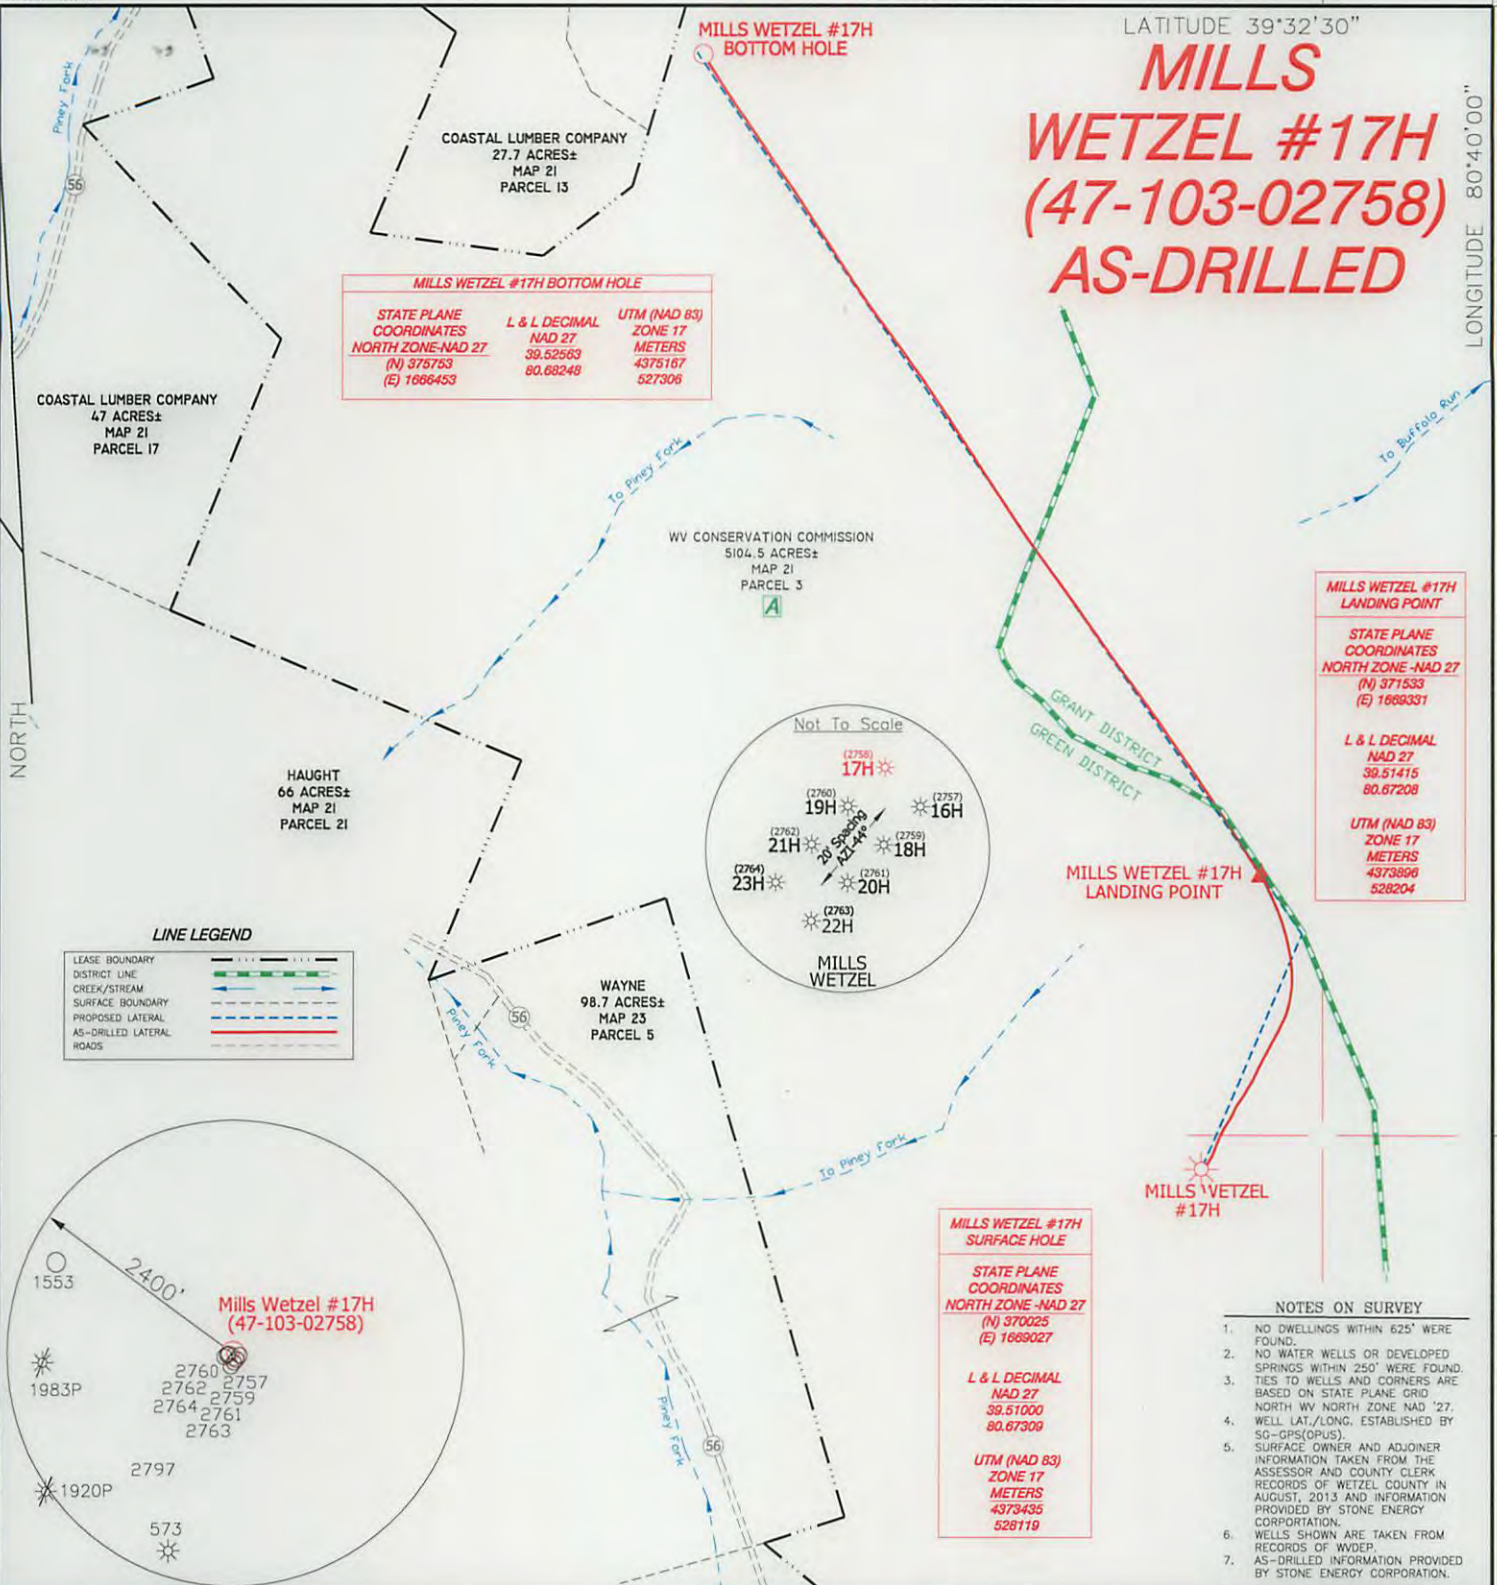 MILLS WETZEL #17H
BOTTOM HOLE
LATITUDE 39°32'30"
MILLS
WETZEL #17H
(47-103-02758)
AS-DRILLED
LONGITUDE 80°40'00"
Piney Fork
56
COASTAL LUMBER COMPANY
27.7 ACRES±
MAP 21
PARCEL 13
MILLS WETZEL #17H BOTTOM HOLE
STATE PLANE
COORDINATES
NORTH ZONE-NAD 27
(N) 375753
(E) 1666453
L & L DECIMAL
NAD 27
39.52563
80.68248
UTM (NAD 83)
ZONE 17
METERS
4375167
527306
COASTAL LUMBER COMPANY
47 ACRES±
MAP 21
PARCEL 17
To Piney Fork
To Buffalo Run
WV CONSERVATION COMMISSION
5104.5 ACRES±
MAP 21
PARCEL 3
A
MILLS WETZEL #17H
LANDING POINT
STATE PLANE
COORDINATES
NORTH ZONE -NAD 27
(N) 371533
(E) 1669331
L & L DECIMAL
NAD 27
39.51415
80.67208
UTM (NAD 83)
ZONE 17
METERS
4373896
528204
NORTH
GRANT DISTRICT
GREEN DISTRICT
HAUGHT
66 ACRES±
MAP 21
PARCEL 21
Not To Scale
(2758)
17H
(2760)
19H
(2757)
16H
(2762)
21H
20' Spacing
AZI-44°
(2759)
18H
(2764)
23H
(2761)
20H
(2763)
22H
MILLS
WETZEL
MILLS WETZEL #17H
LANDING POINT
LINE LEGEND
LEASE BOUNDARY
DISTRICT LINE
CREEK/STREAM
SURFACE BOUNDARY
PROPOSED LATERAL
AS-DRILLED LATERAL
ROADS
WAYNE
98.7 ACRES±
MAP 23
PARCEL 5
56
Piney Fork
To Piney Fork
MILLS WETZEL
#17H
MILLS WETZEL #17H
SURFACE HOLE
STATE PLANE
COORDINATES
NORTH ZONE -NAD 27
(N) 370025
(E) 1669027
L & L DECIMAL
NAD 27
39.51000
80.67309
UTM (NAD 83)
ZONE 17
METERS
4373435
528119
2400'
1553
Mills Wetzel #17H
(47-103-02758)
1983P
2760
2757
2762
2759
2764
2761
2763
2797
1920P
573
Piney Fork
56
NOTES ON SURVEY
1. NO DWELLINGS WITHIN 625' WERE
FOUND.
2. NO WATER WELLS OR DEVELOPED
SPRINGS WITHIN 250' WERE FOUND.
3. TIES TO WELLS AND CORNERS ARE
BASED ON STATE PLANE GRID
NORTH WV NORTH ZONE NAD '27.
4. WELL LAT./LONG. ESTABLISHED BY
SG-GPS(OPUS).
5. SURFACE OWNER AND ADJOINER
INFORMATION TAKEN FROM THE
ASSESSOR AND COUNTY CLERK
RECORDS OF WETZEL COUNTY IN
AUGUST, 2013 AND INFORMATION
PROVIDED BY STONE ENERGY
CORPORTATION.
6. WELLS SHOWN ARE TAKEN FROM
RECORDS OF WVDEP.
7. AS-DRILLED INFORMATION PROVIDED
BY STONE ENERGY CORPORATION.